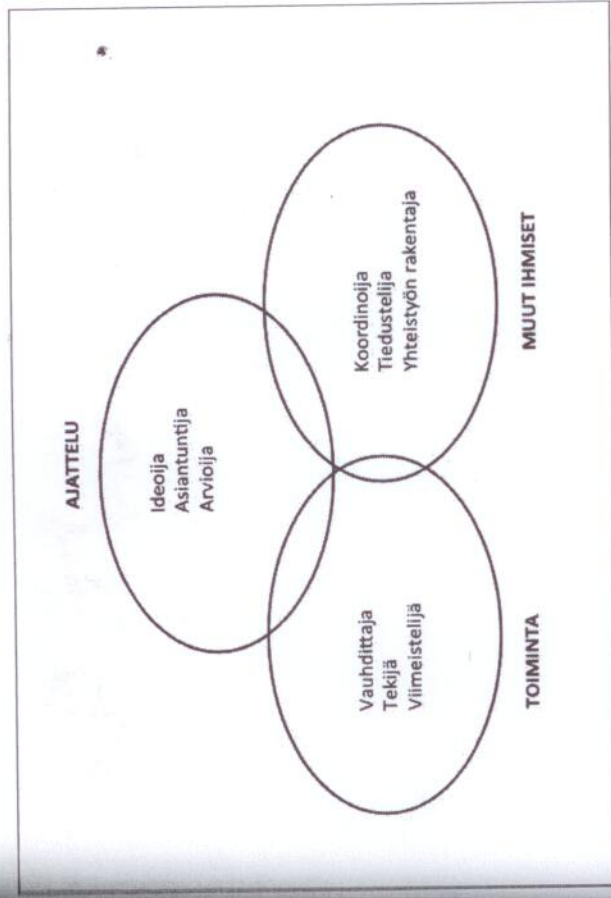 AJATTELU
Ideoija
Asiantuntija
Arvioija
Vauhdittaja
Tekijä
Viimeistelijä
TOIMINTA
Koordinoija
Tiedustelija
Yhteistyön rakentaja
MUUT IHMISET